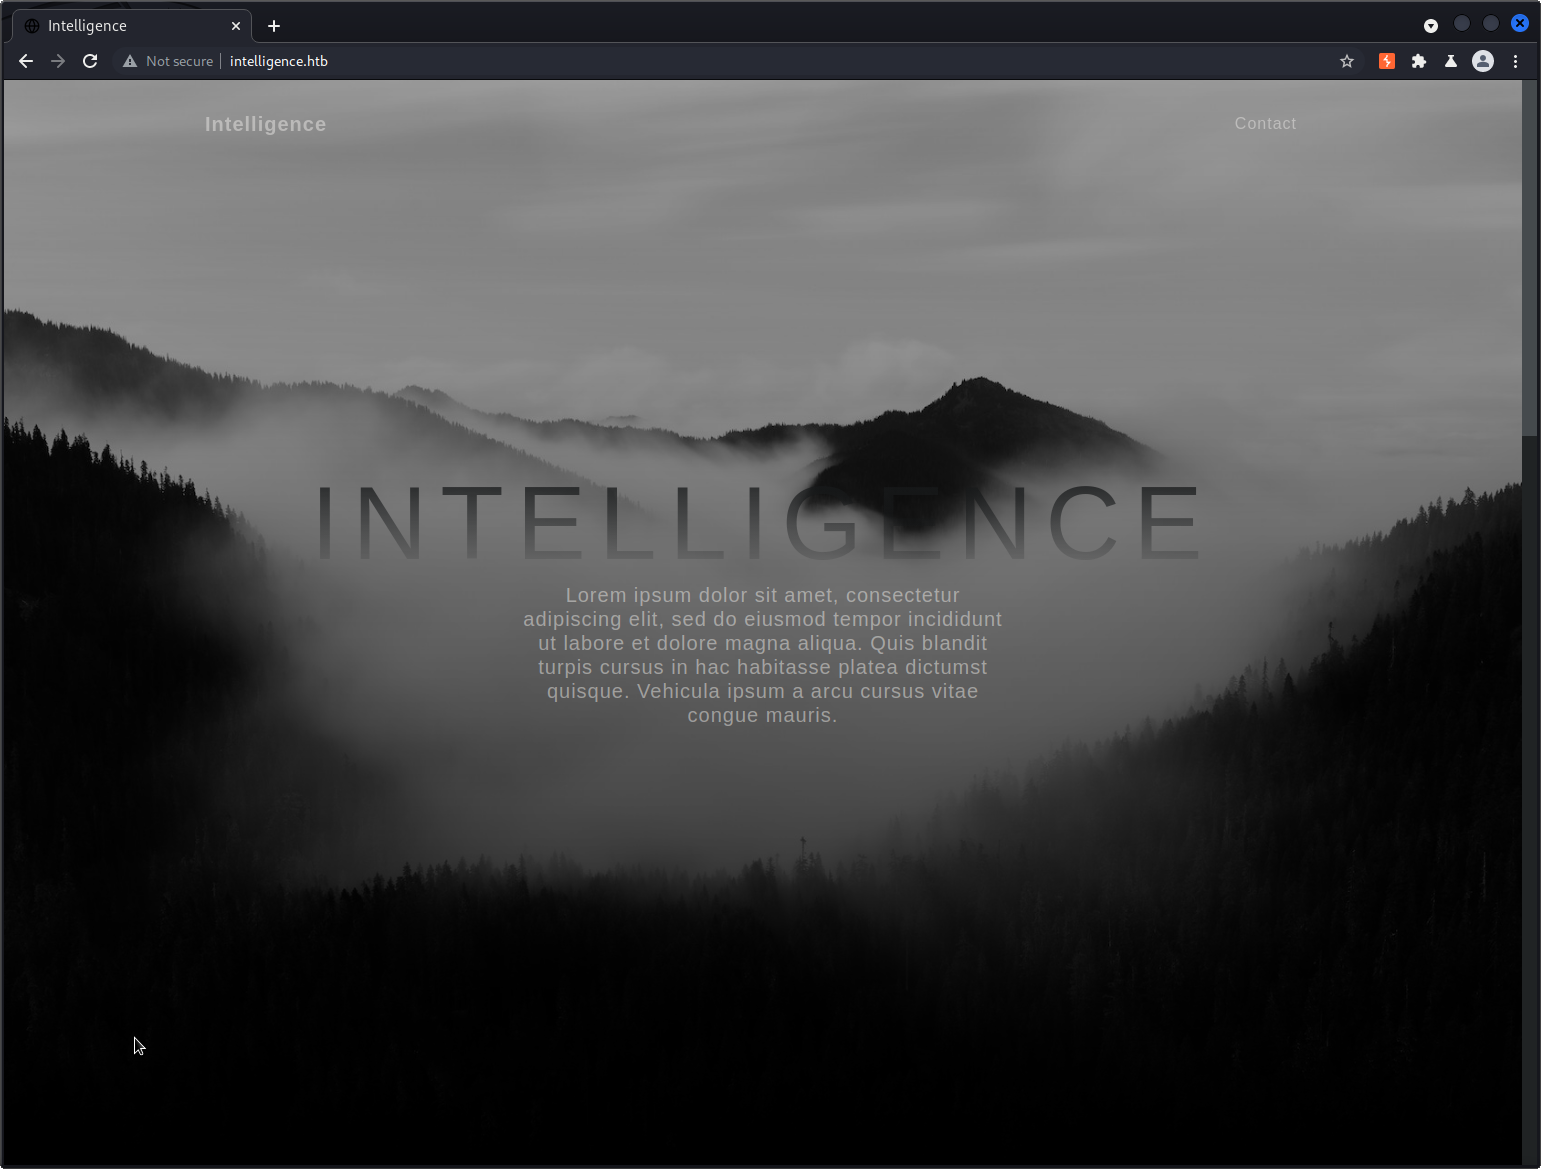 Intelligence
Not secure
intelligence.htb
Intelligence
Contact
INTELLIGENCE
Lorem ipsum dolor sit amet, consectetur
adipiscing elit, sed do eiusmod tempor incididunt
ut labore et dolore magna aliqua. Quis blandit
turpis cursus in hac habitasse platea dictumst
quisque. Vehicula ipsum a arcu cursus vitae
congue mauris.